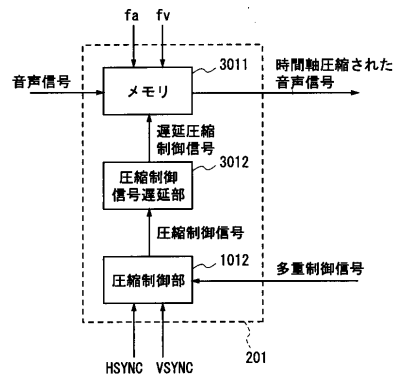 fa
fv
3011
音声信号
メモリ
時間軸圧縮された
音声信号
遅延圧縮
制御信号
3012
圧縮制御
信号遅延部
圧縮制御信号
1012
圧縮制御部
多重制御信号
201
HSYNC
VSYNC